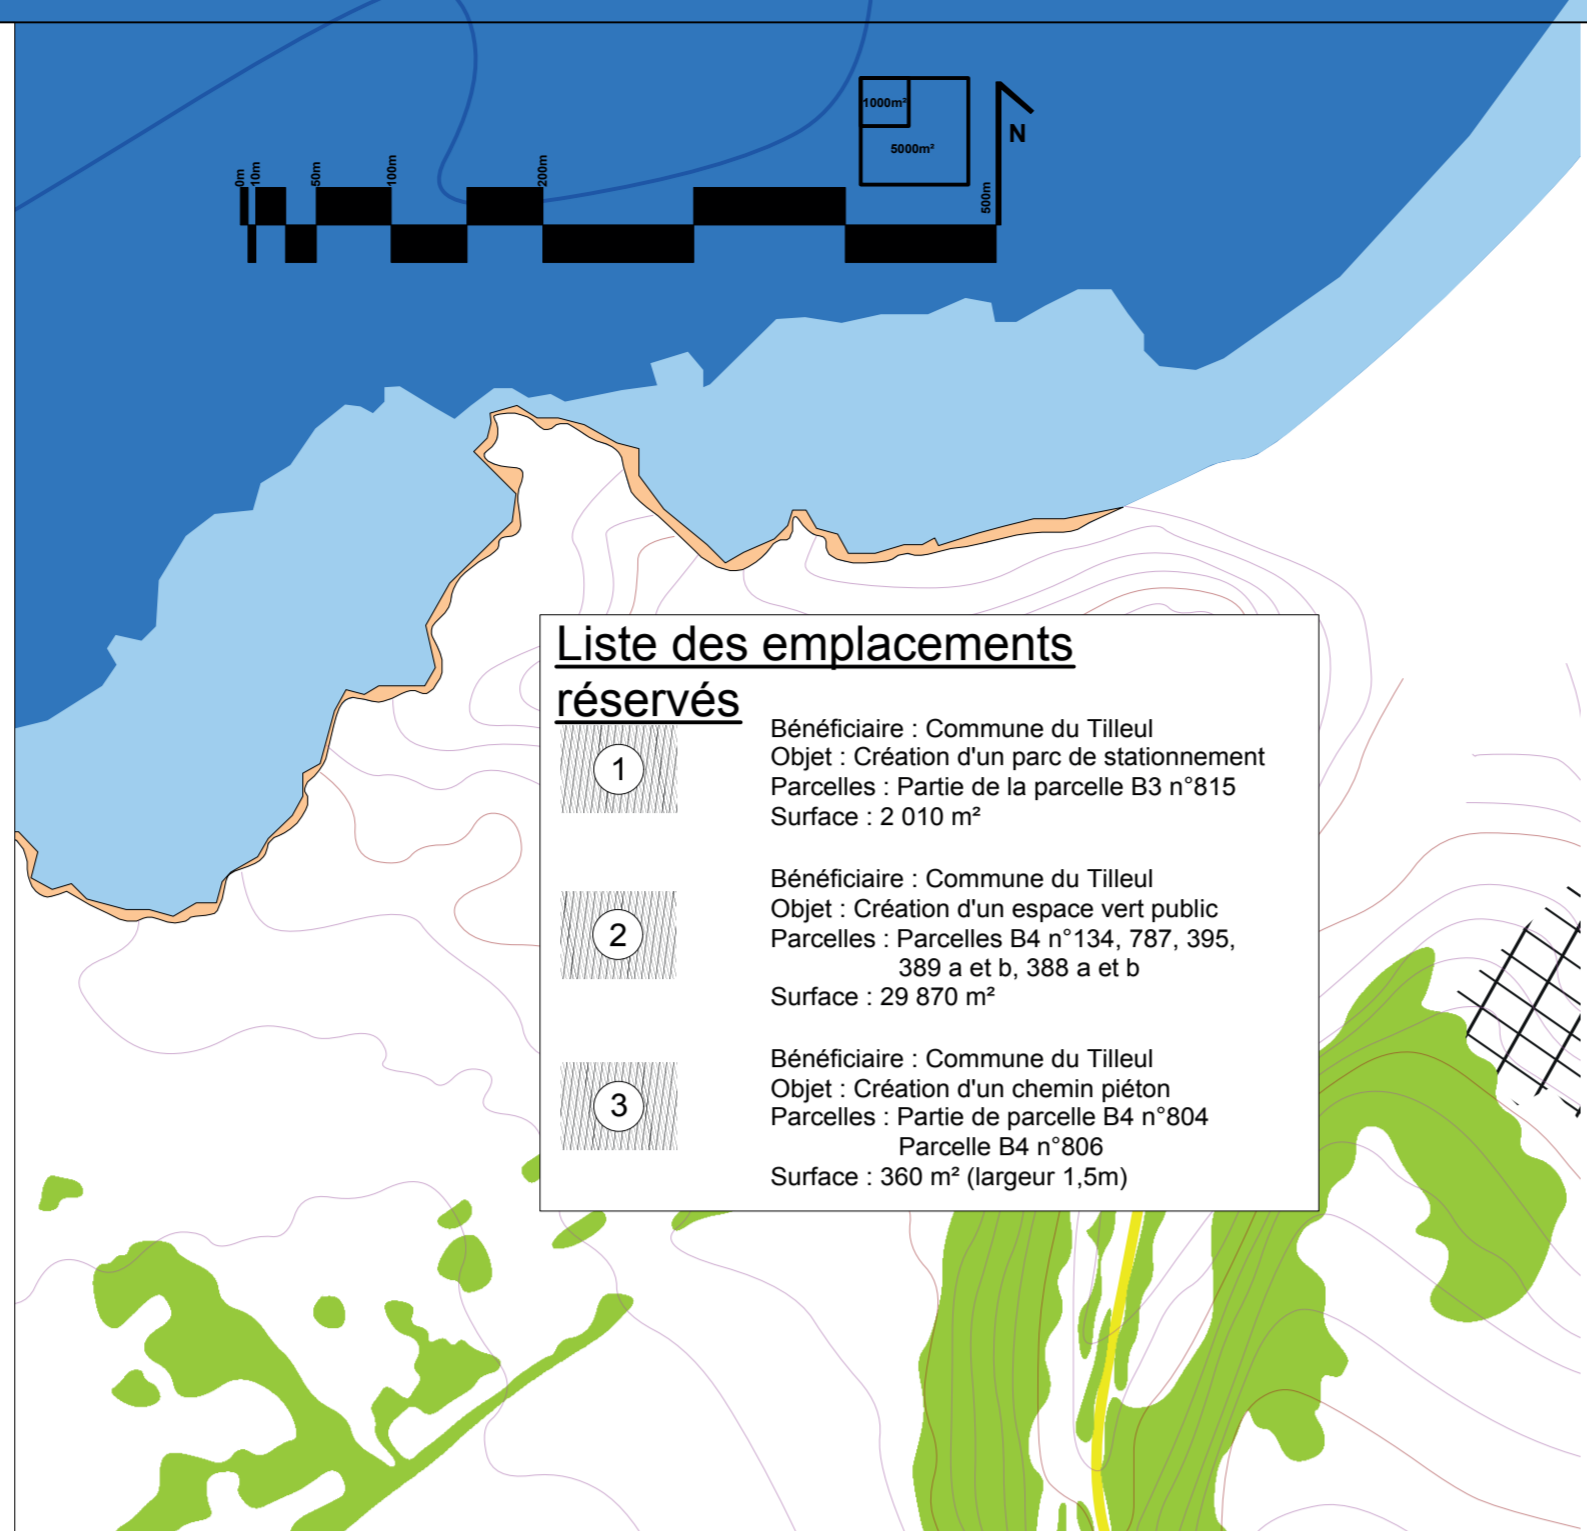 1000m²
5000m²
N
0m
10m
50m
100m
200m
500m
Liste des emplacements
réservés
1
Bénéficiaire : Commune du Tilleul
Objet : Création d'un parc de stationnement
Parcelles : Partie de la parcelle B3 n°815
Surface : 2 010 m²
2
Bénéficiaire : Commune du Tilleul
Objet : Création d'un espace vert public
Parcelles : Parcelles B4 n°134, 787, 395,
389 a et b, 388 a et b
Surface : 29 870 m²
3
Bénéficiaire : Commune du Tilleul
Objet : Création d'un chemin piéton
Parcelles : Partie de parcelle B4 n°804
Parcelle B4 n°806
Surface : 360 m² (largeur 1,5m)